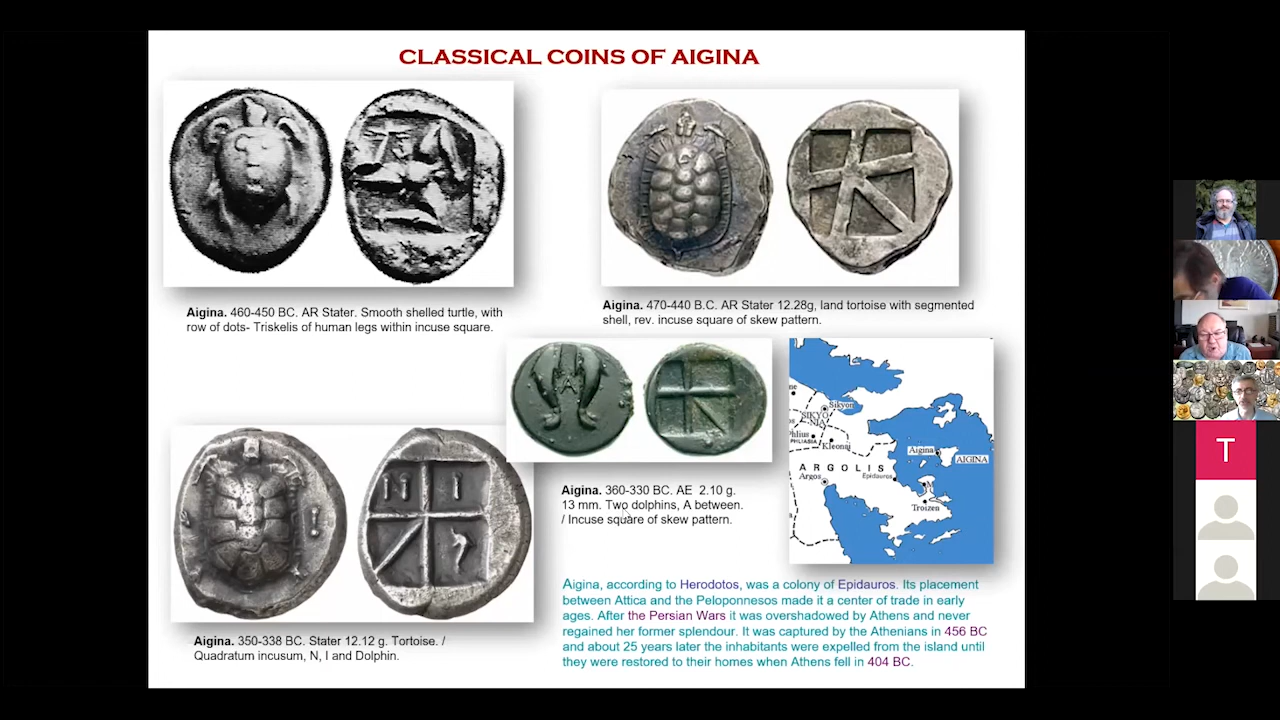 CLASSICAL COINS OF AIGINA
Aigina. 460-450 BC. AR Stater. Smooth shelled turtle, with
row of dots- Triskelis of human legs within incuse square.
Aigina. 470-440 B.C. AR Stater 12.28g, land tortoise with segmented
shell, rev. incuse square of skew pattern.
A
Aigina. 360-330 BC. AE 2.10 g.
13 mm. Two dolphins, A between.
/ Incuse square of skew pattern.
Sikyon
SIKYO
NIA
Phlius
PHLIASIA
Kleonai
ARGOLIS
Argos
Epidauros
Aigina
AIGINA
Troizen
N I
Aigina. 350-338 BC. Stater 12.12 g. Tortoise. /
Quadratum incusum, N, I and Dolphin.
Aigina, according to Herodotos, was a colony of Epidauros. Its placement
between Attica and the Peloponnesos made it a center of trade in early
ages. After the Persian Wars it was overshadowed by Athens and never
regained her former splendour. It was captured by the Athenians in 456 BC
and about 25 years later the inhabitants were expelled from the island until
they were restored to their homes when Athens fell in 404 BC.
T